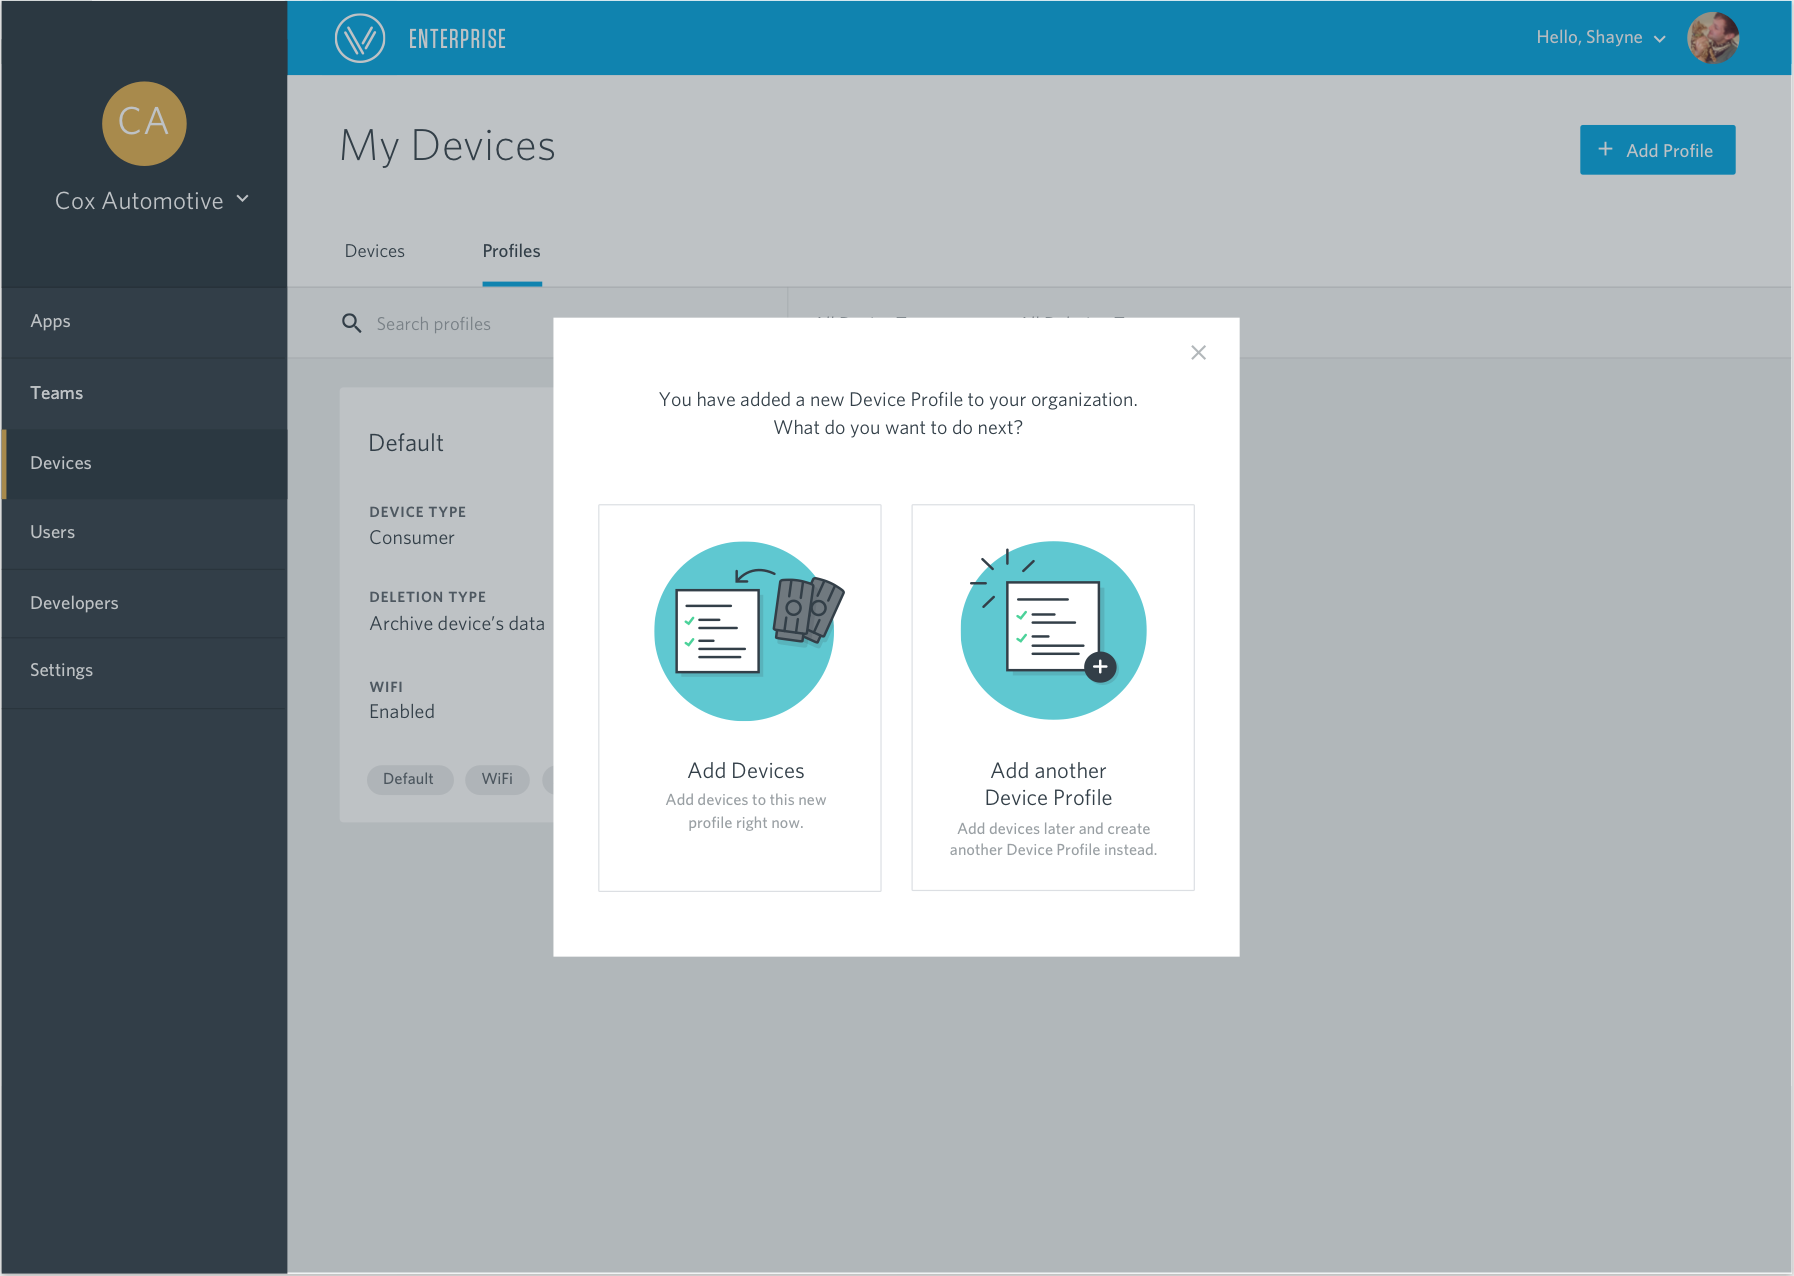 CA
Cox Automotive
Apps
Teams
Devices
Users
Developers
Settings
ENTERPRISE
Hello, Shayne
My Devices
+ Add Profile
Devices
Profiles
Search profiles
Default
DEVICE TYPE
Consumer
DELETION TYPE
Archive device's data
WIFI
Enabled
Default
WiFi
You have added a new Device Profile to your organization.
What do you want to do next?
Add Devices
Add devices to this new
profile right now.
Add another
Device Profile
Add devices later and create
another Device Profile instead.